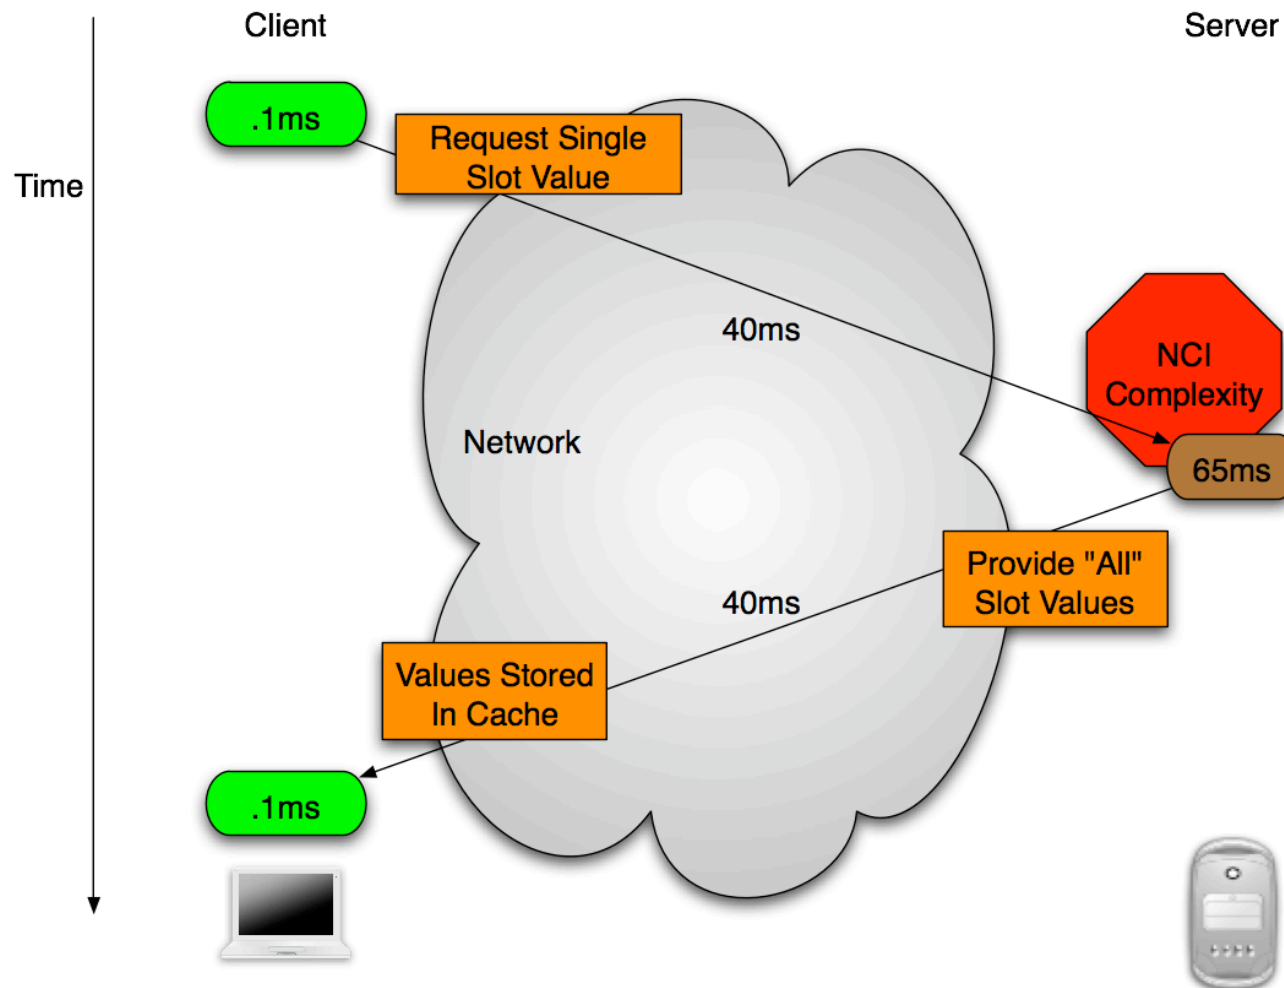 Client
Server
.1ms
Request Single
Slot Value
Time
40ms
NCI
Complexity
Network
65ms
Provide "All"
Slot Values
40ms
Values Stored
In Cache
.1ms